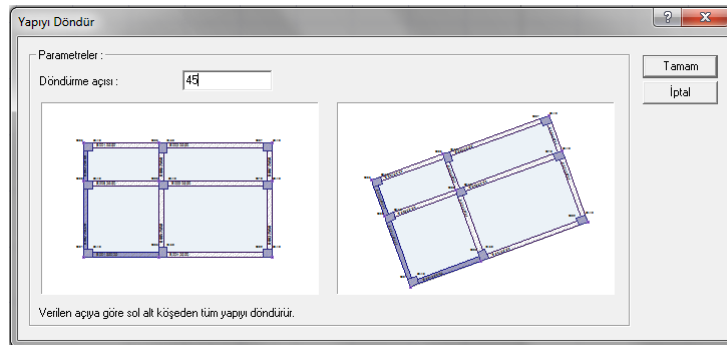 Yapıyı Döndür
Parametreler :
Döndürme açısı :
45
Tamam
İptal
Verilen açıya göre sol alt köşeden tüm yapıyı döndürür.